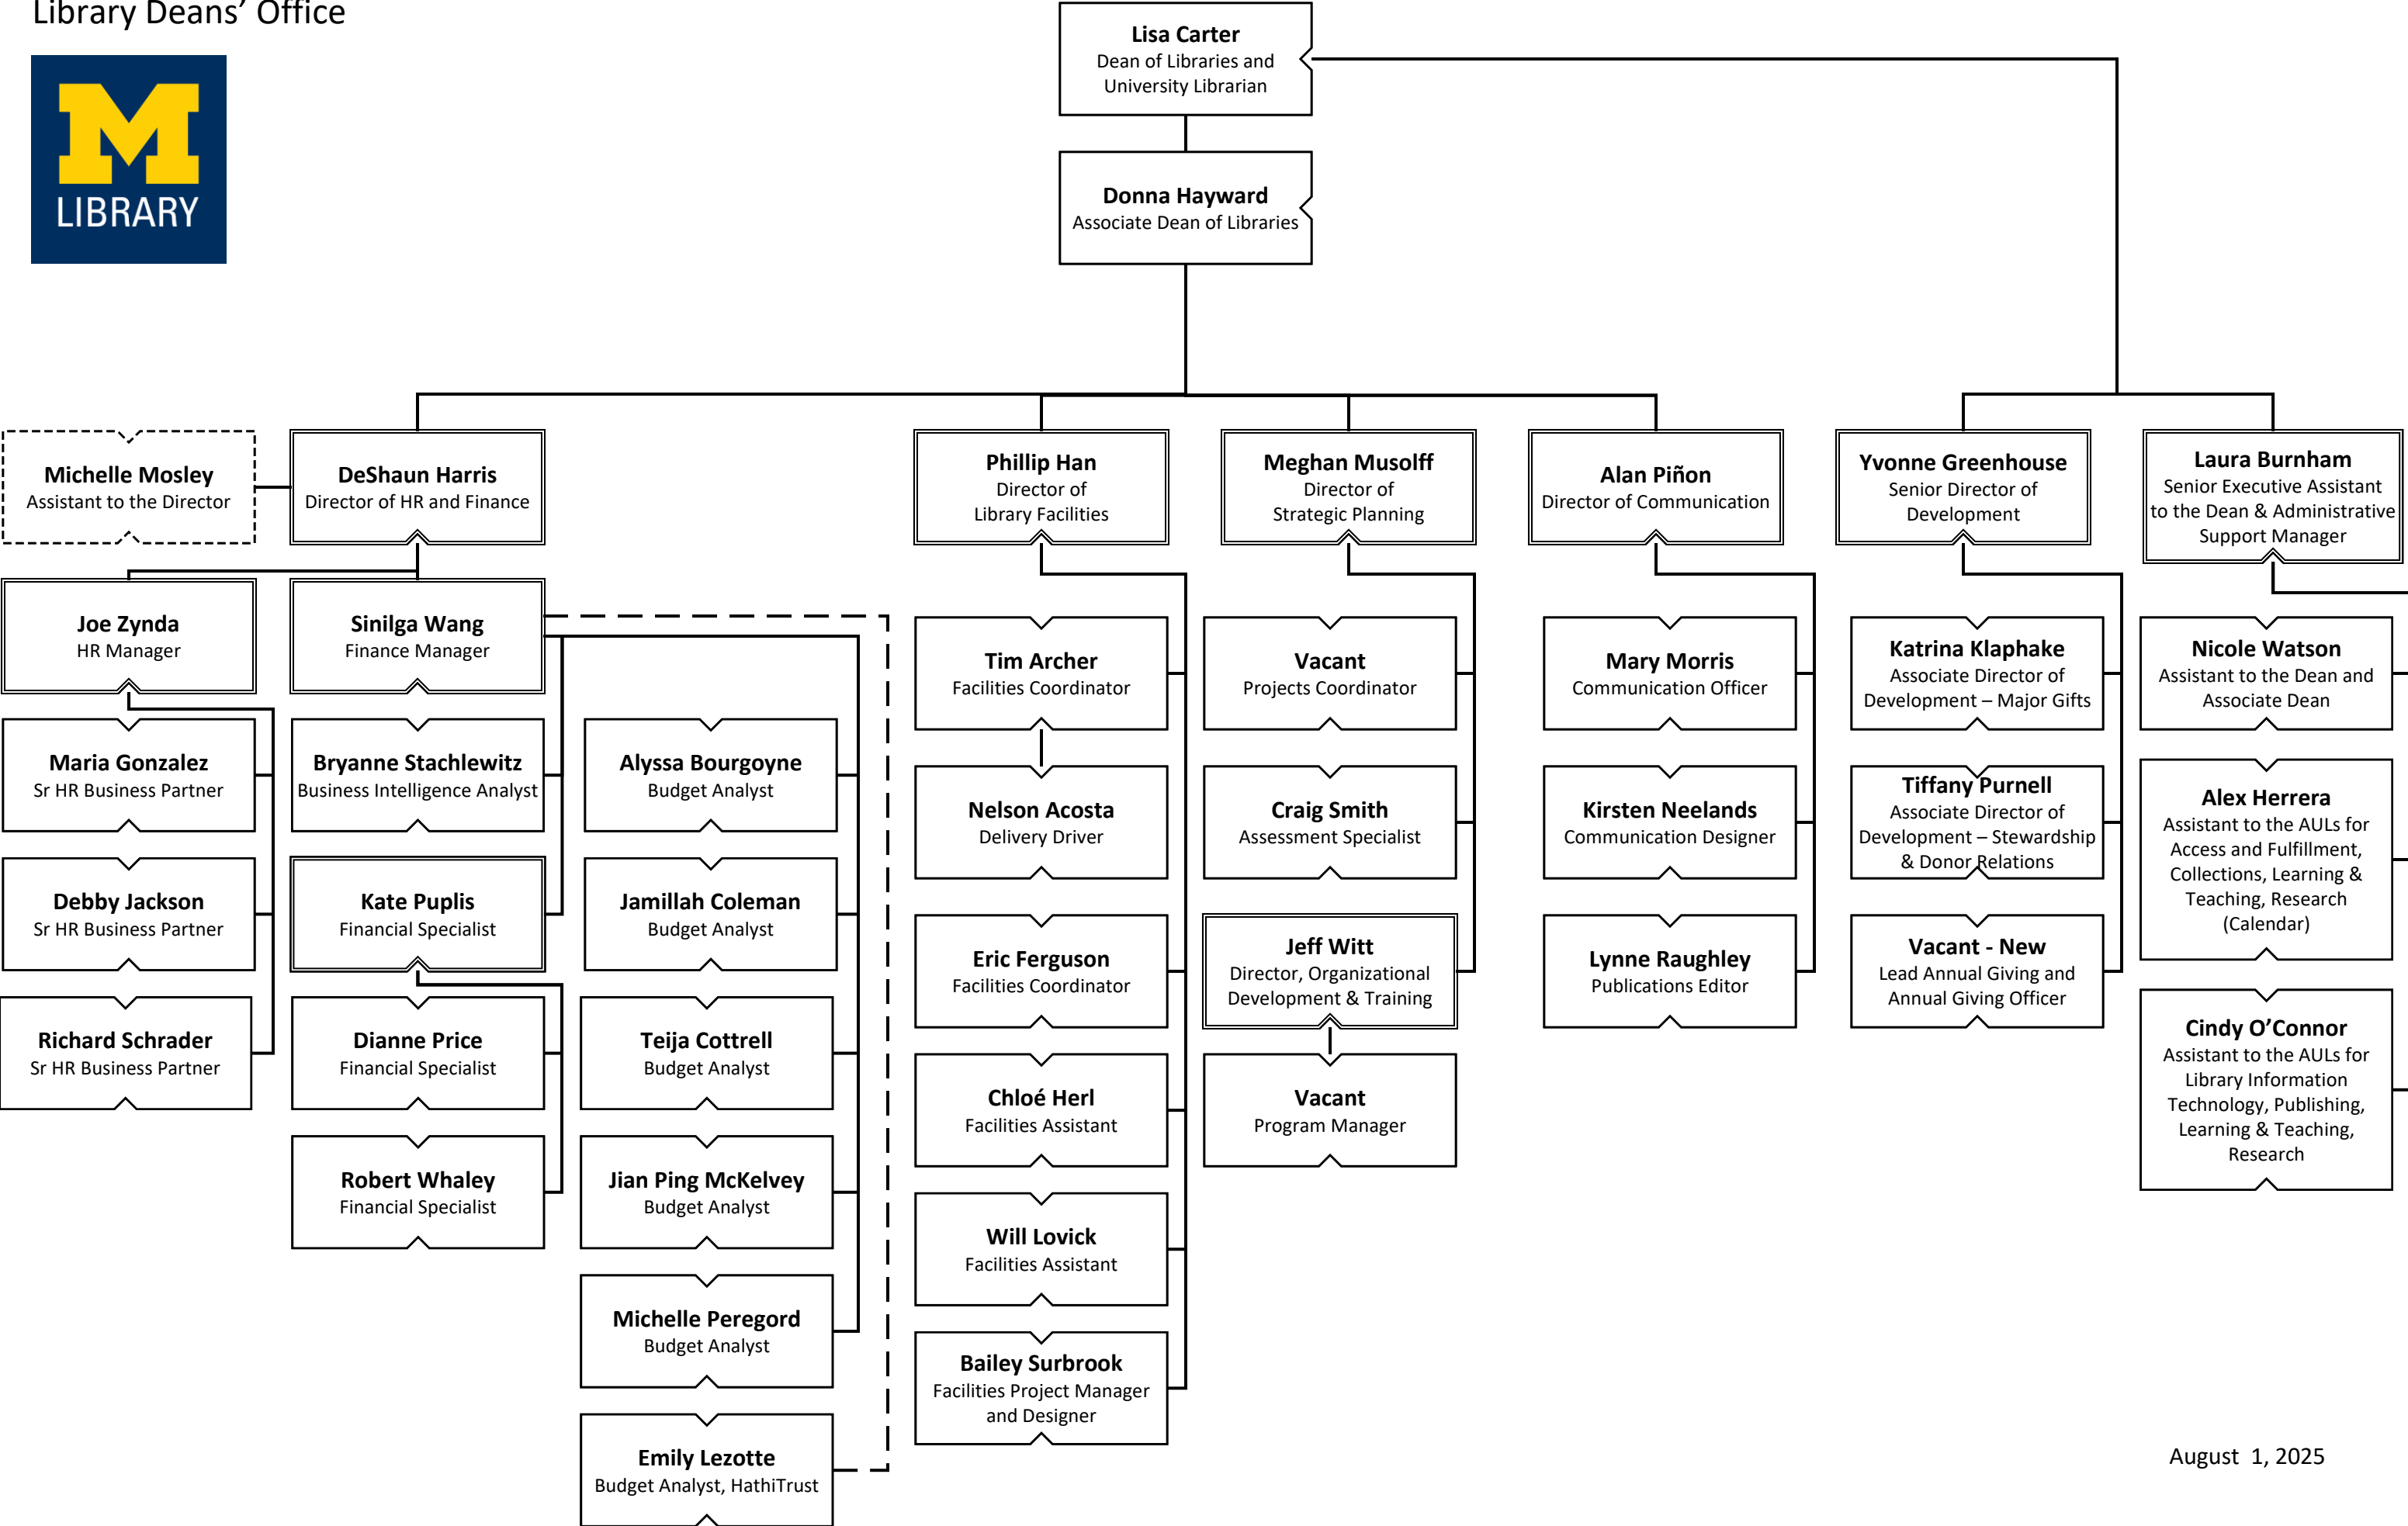 Library Deans’ Office
M
LIBRARY
Lisa Carter
Dean of Libraries and
University Librarian
Donna Hayward
Associate Dean of Libraries
Michelle Mosley
Assistant to the Director
DeShaun Harris
Director of HR and Finance
Phillip Han
Director of
Library Facilities
Meghan Musolff
Director of
Strategic Planning
Alan Piñon
Director of Communication
Yvonne Greenhouse
Senior Director of
Development
Laura Burnham
Senior Executive Assistant
to the Dean & Administrative
Support Manager
Joe Zynda
HR Manager
Maria Gonzalez
Sr HR Business Partner
Debby Jackson
Sr HR Business Partner
Richard Schrader
Sr HR Business Partner
Sinilga Wang
Finance Manager
Bryanne Stachlewitz
Business Intelligence Analyst
Kate Puplis
Financial Specialist
Dianne Price
Financial Specialist
Robert Whaley
Financial Specialist
Alyssa Bourgoyne
Budget Analyst
Jamillah Coleman
Budget Analyst
Teija Cottrell
Budget Analyst
Jian Ping McKelvey
Budget Analyst
Michelle Peregord
Budget Analyst
Emily Lezotte
Budget Analyst, HathiTrust
Tim Archer
Facilities Coordinator
Nelson Acosta
Delivery Driver
Eric Ferguson
Facilities Coordinator
Chloé Herl
Facilities Assistant
Will Lovick
Facilities Assistant
Bailey Surbrook
Facilities Project Manager
and Designer
Vacant
Projects Coordinator
Craig Smith
Assessment Specialist
Jeff Witt
Director, Organizational
Development & Training
Vacant
Program Manager
Mary Morris
Communication Officer
Kirsten Neelands
Communication Designer
Lynne Raughley
Publications Editor
Katrina Klaphake
Associate Director of
Development – Major Gifts
Tiffany Purnell
Associate Director of
Development – Stewardship
& Donor Relations
Vacant - New
Lead Annual Giving and
Annual Giving Officer
Nicole Watson
Assistant to the Dean and
Associate Dean
Alex Herrera
Assistant to the AULs for
Access and Fulfillment,
Collections, Learning &
Teaching, Research
(Calendar)
Cindy O’Connor
Assistant to the AULs for
Library Information
Technology, Publishing,
Learning & Teaching,
Research
August 1, 2025